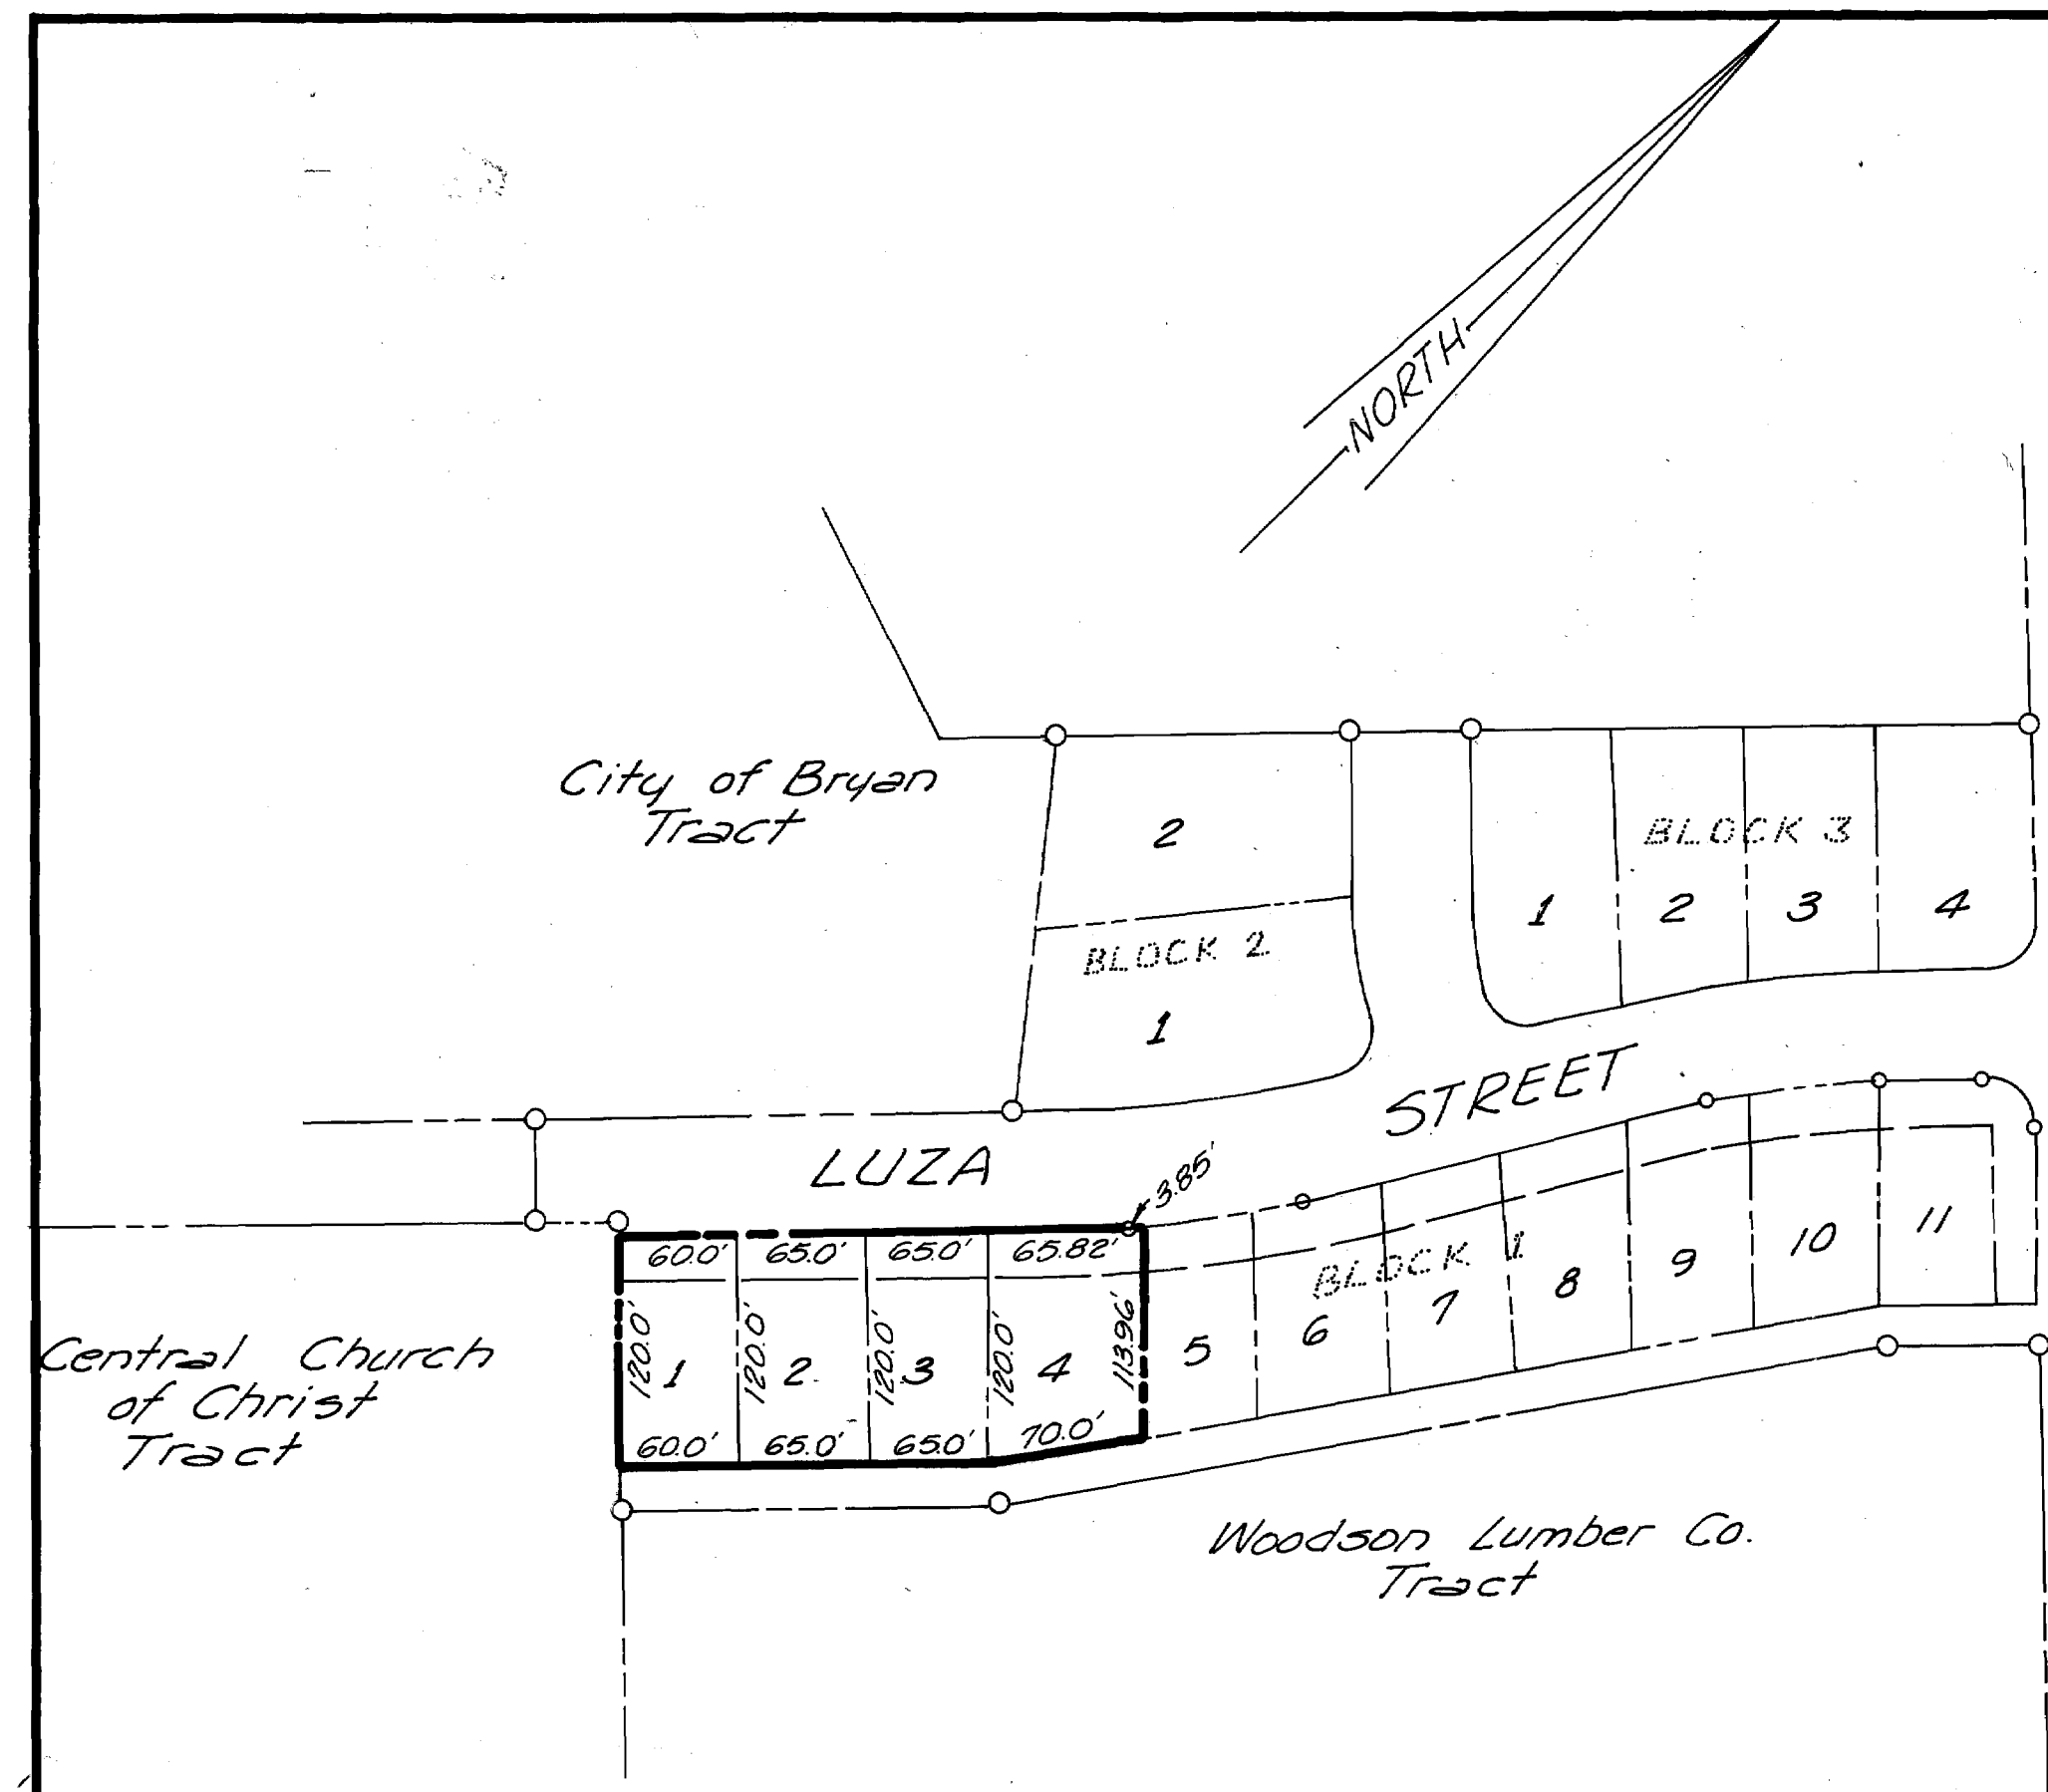 NORTH
City of Bryan
Tract
2
BLOCK 3
1 2 3 4
BLOCK 2
1
STREET
LUZA
3.85'
60.0' 65.0' 65.0' 65.82'
BLOCK 1
120.0' 120.0' 120.0' 120.0' 113.96'
1 2 3 4 5 6 7 8 9 10 11
60.0' 65.0' 65.0' 70.0'
Central Church
of Christ
Tract
Woodson Lumber Co.
Tract